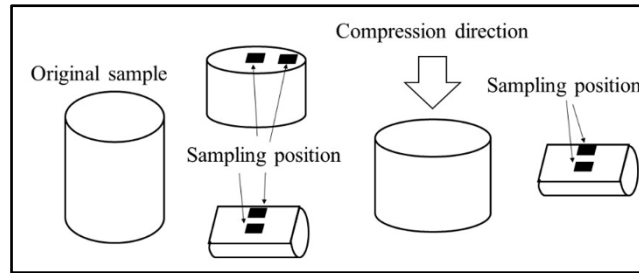 Original sample
Sampling position
Compression direction
Sampling position